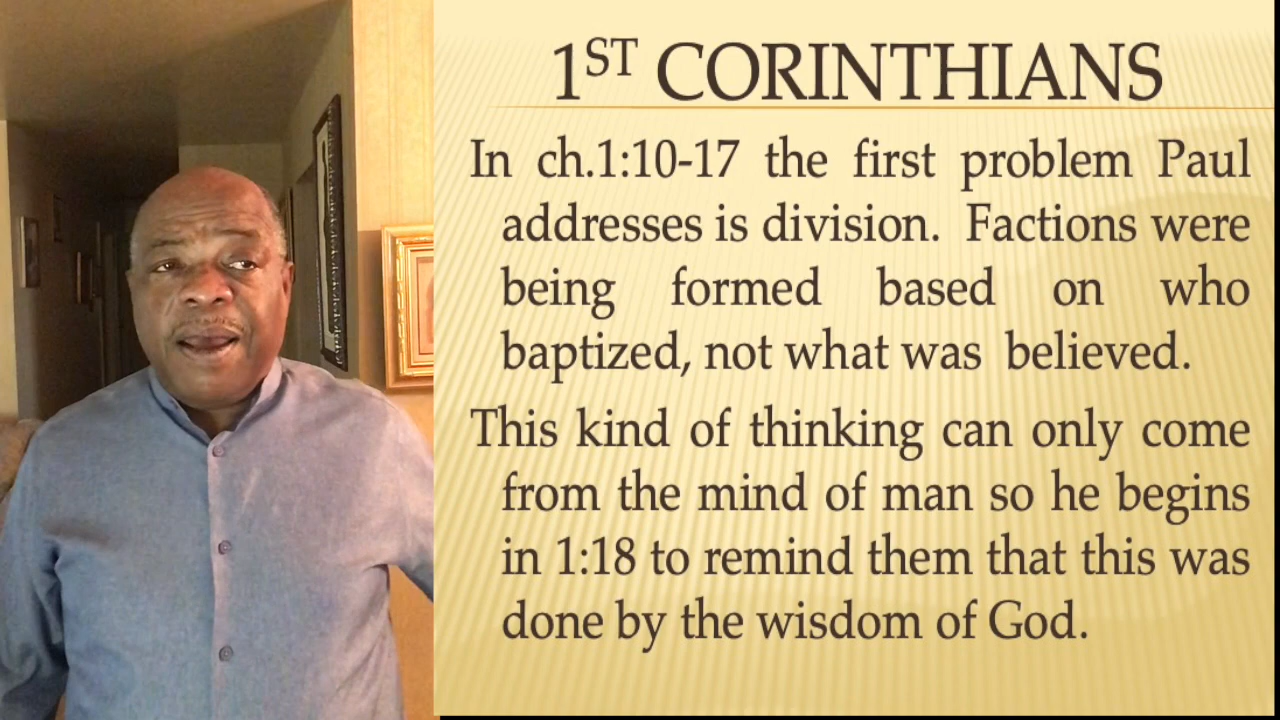 1ST CORINTHIANS
In ch.1:10-17 the first problem Paul
addresses is division. Factions were
being formed based on who
baptized, not what was believed.
This kind of thinking can only come
from the mind of man so he begins
in 1:18 to remind them that this was
done by the wisdom of God.